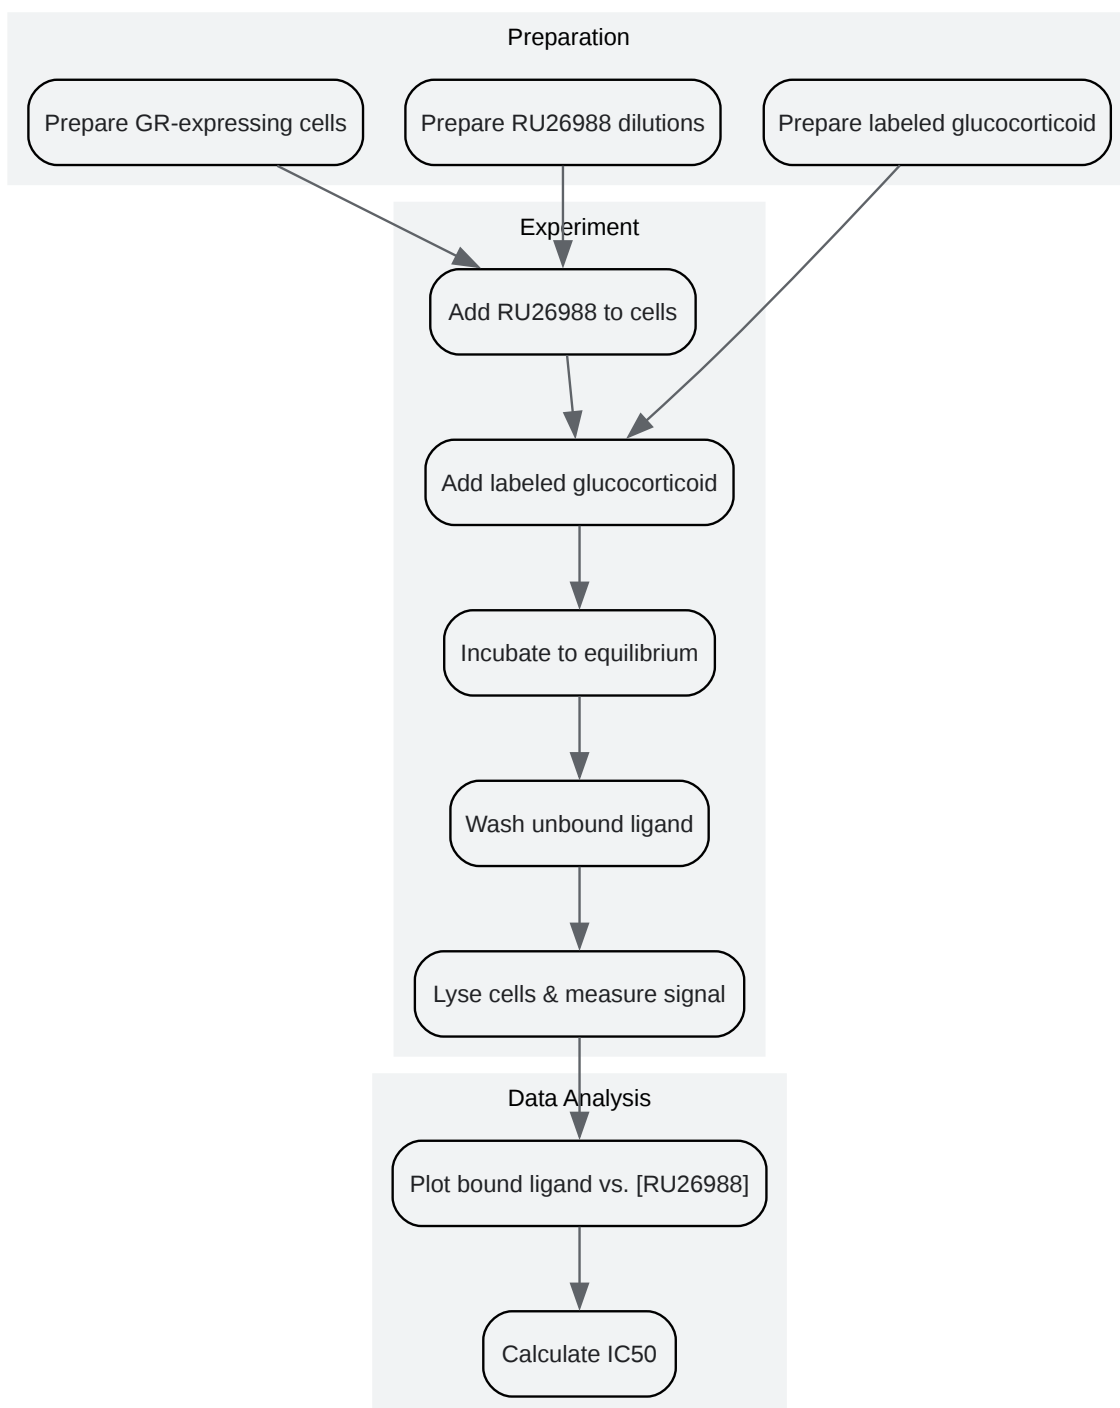 Preparation
Prepare GR-expressing cells
Prepare RU26988 dilutions
Prepare labeled glucocorticoid
Experiment
Add RU26988 to cells
Add labeled glucocorticoid
Incubate to equilibrium
Wash unbound ligand
Lyse cells & measure signal
Data Analysis
Plot bound ligand vs. [RU26988]
Calculate IC50